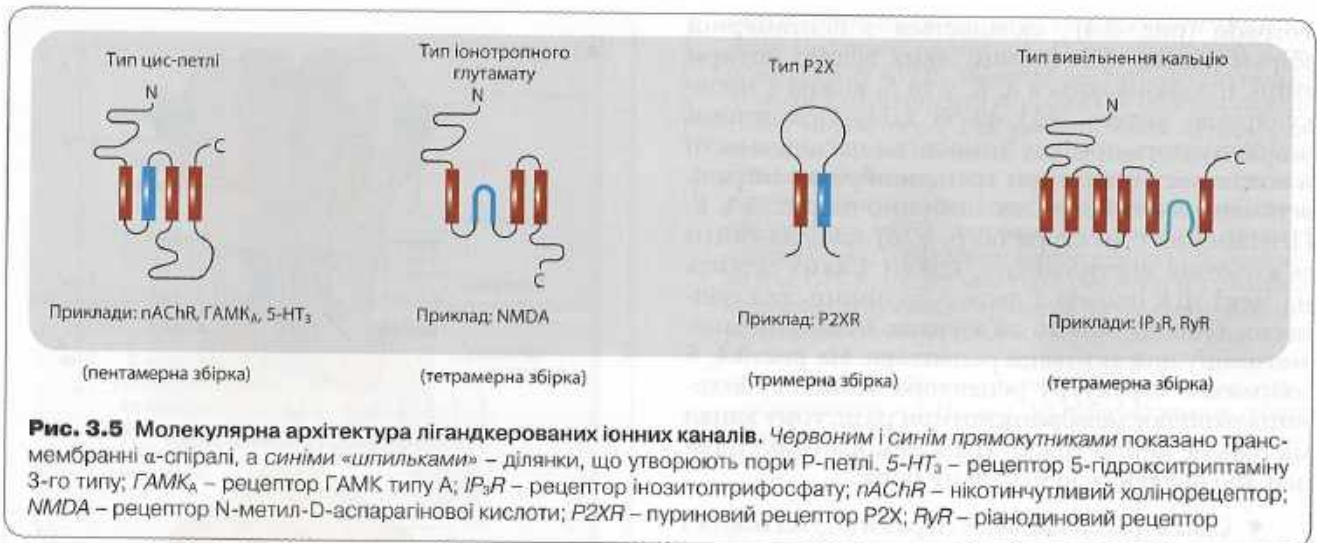 Тип цис-петлі
Тип іонотропного
глутамату
Тип P2X
Тип вивільнення кальцію
N
C
N
C
N
C
Приклади: nAChR, ГАМКА, 5-HT3
Приклад: NMDA
Приклад: P2XR
Приклади: IP3R, RyR
(пентамерна збірка)
(тетрамерна збірка)
(тримерна збірка)
(тетрамерна збірка)
Рис. 3.5 Молекулярна архітектура лігандкерованих іонних каналів. Червоним і синім прямокутниками показано транс-
мембранні α-спіралі, а синіми «шпильками» – ділянки, що утворюють пори P-петлі. 5-HT3 – рецептор 5-гідрокситриптаміну
3-го типу; ГАМКА – рецептор ГАМК типу А; IP3R – рецептор інозитолтрифосфату; nAChR – нікотинчутливий холінорецептор;
NMDA – рецептор N-метил-D-аспарагінової кислоти; P2XR – пуриновий рецептор P2X; RyR – ріанодиновий рецептор